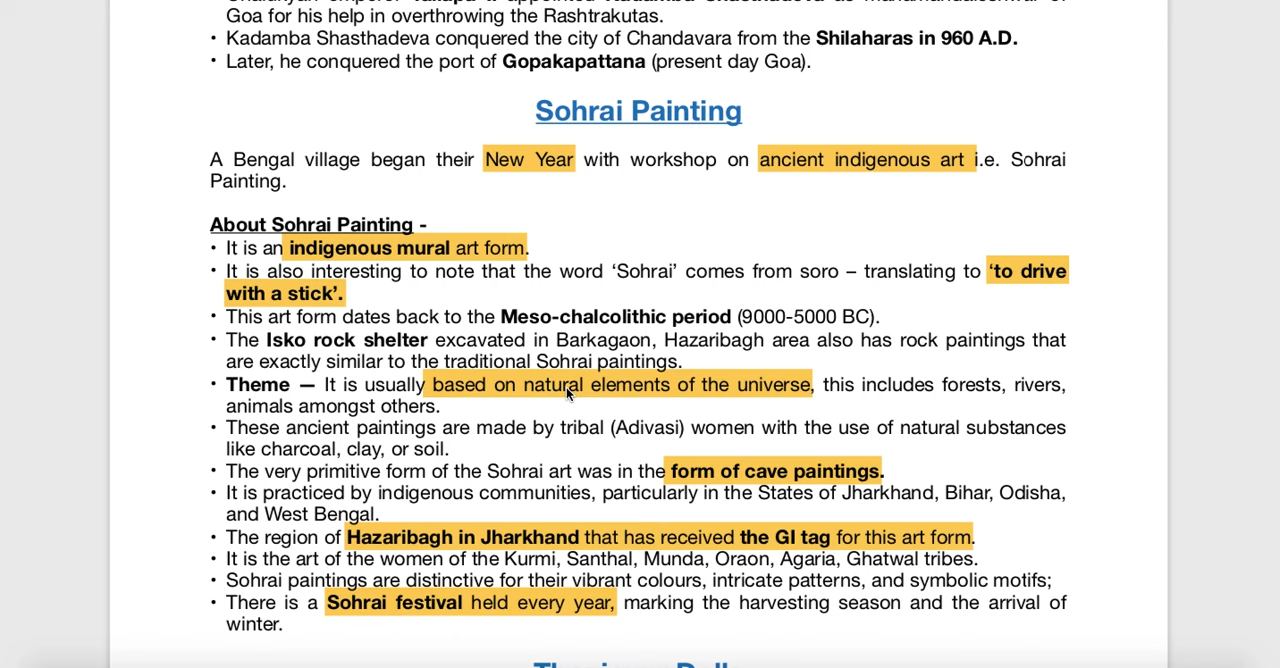 Goa for his help in overthrowing the Rashtrakutas.
• Kadamba Shasthadeva conquered the city of Chandavara from the Shilaharas in 960 A.D.
• Later, he conquered the port of Gopakapattana (present day Goa).
Sohrai Painting
A Bengal village began their New Year with workshop on ancient indigenous art i.e. Sohrai
Painting.
About Sohrai Painting -
• It is an indigenous mural art form.
• It is also interesting to note that the word ‘Sohrai’ comes from soro – translating to ‘to drive
with a stick’.
• This art form dates back to the Meso-chalcolithic period (9000-5000 BC).
• The Isko rock shelter excavated in Barkagaon, Hazaribagh area also has rock paintings that
are exactly similar to the traditional Sohrai paintings.
• Theme — It is usually based on natural elements of the universe, this includes forests, rivers,
animals amongst others.
• These ancient paintings are made by tribal (Adivasi) women with the use of natural substances
like charcoal, clay, or soil.
• The very primitive form of the Sohrai art was in the form of cave paintings.
• It is practiced by indigenous communities, particularly in the States of Jharkhand, Bihar, Odisha,
and West Bengal.
• The region of Hazaribagh in Jharkhand that has received the GI tag for this art form.
• It is the art of the women of the Kurmi, Santhal, Munda, Oraon, Agaria, Ghatwal tribes.
• Sohrai paintings are distinctive for their vibrant colours, intricate patterns, and symbolic motifs;
• There is a Sohrai festival held every year, marking the harvesting season and the arrival of
winter.